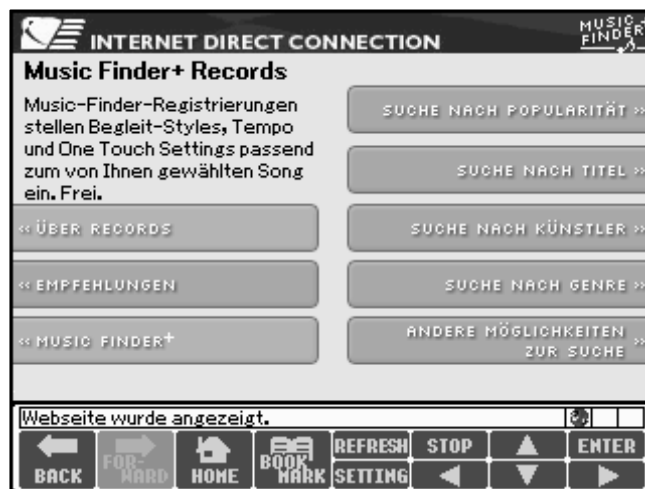 INTERNET DIRECT CONNECTION
MUSIC
FINDER+
Music Finder+ Records
Music-Finder-Registrierungen
stellen Begleit-Styles, Tempo
und One Touch Settings passend
zum von Ihnen gewählten Song
ein. Frei.
« ÜBER RECORDS
« EMPFEHLUNGEN
« MUSIC FINDER+
SUCHE NACH POPULARITÄT »
SUCHE NACH TITEL »
SUCHE NACH KÜNSTLER »
SUCHE NACH GENRE »
ANDERE MÖGLICHKEITEN »
ZUR SUCHE
Webseite wurde angezeigt.
BACK
FOR-
WARD
HOME
BOOK
MARK
REFRESH
SETTING
STOP
ENTER